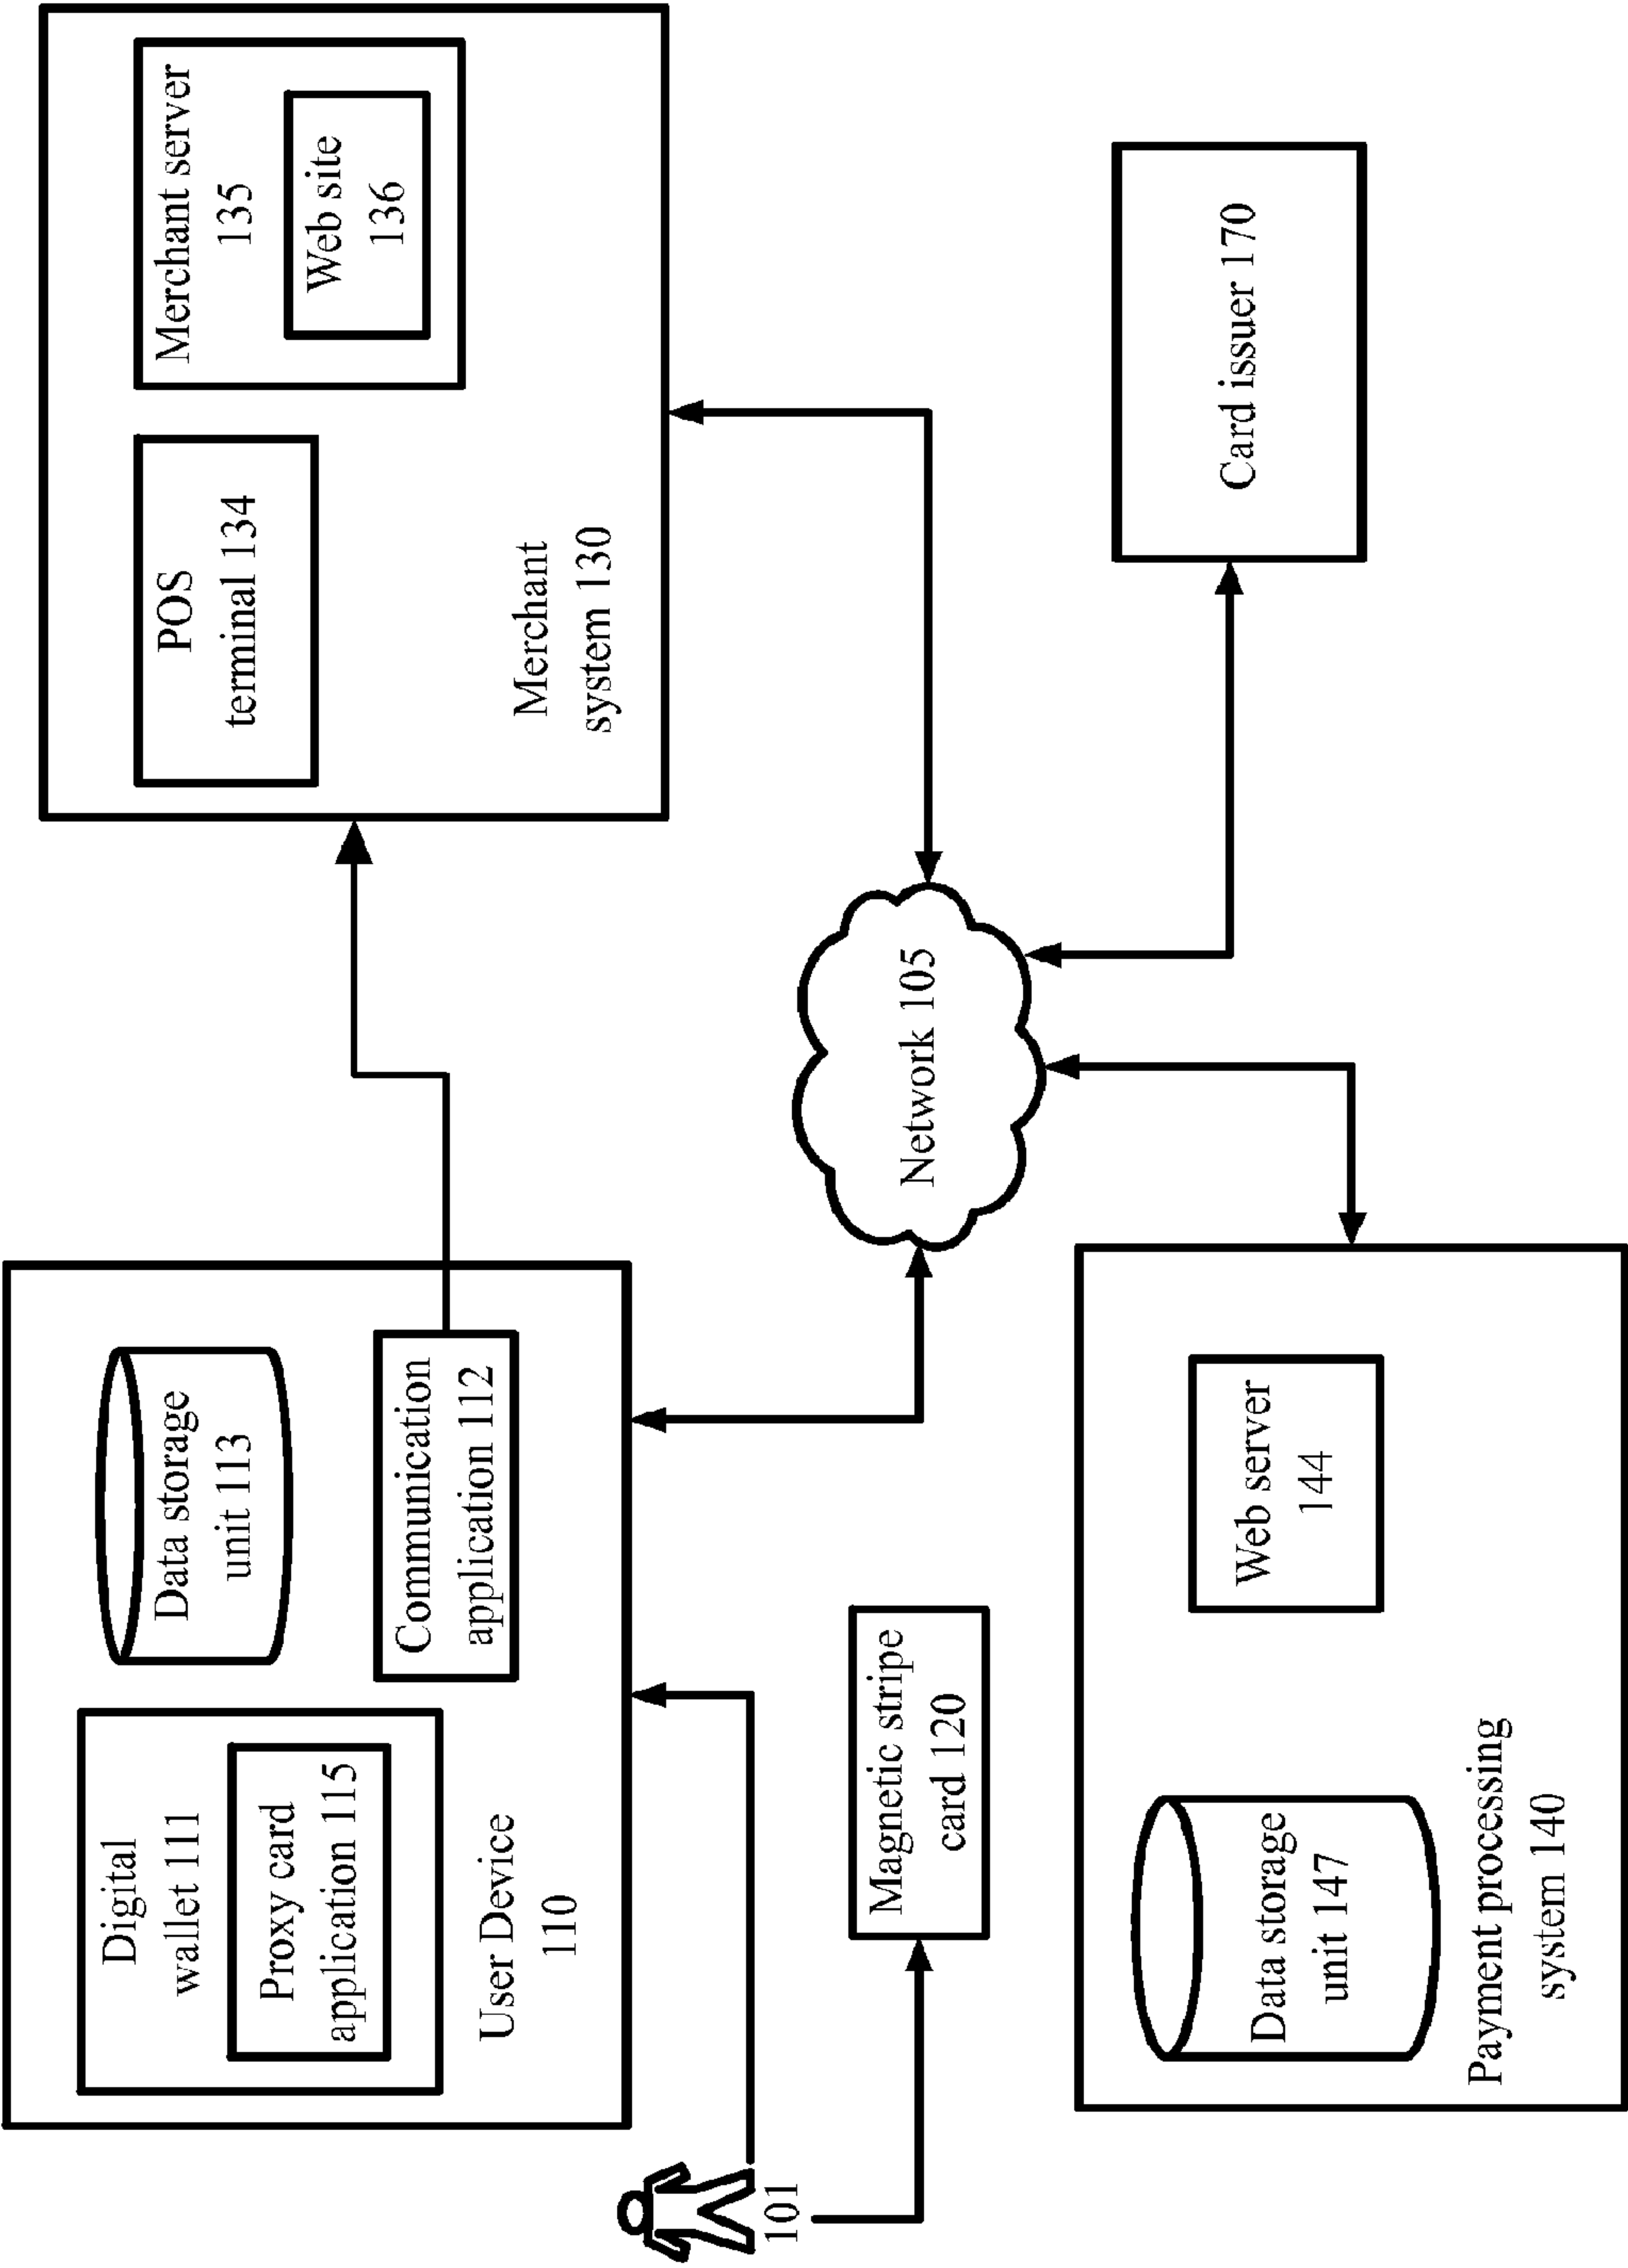 Digital
wallet 111
Proxy card
application 115
Data storage
unit 113
Communication
application 112
User Device
110
POS
terminal 134
Merchant server
135
Web site
136
Merchant
system 130
101
Magnetic stripe
card 120
Network 105
Card issuer 170
Data storage
unit 147
Web server
144
Payment processing
system 140